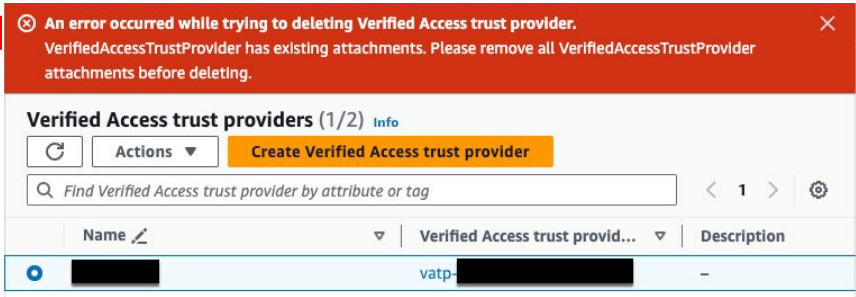 An error occurred while trying to deleting Verified Access trust provider.
VerifiedAccessTrustProvider has existing attachments. Please remove all VerifiedAccessTrustProvider
attachments before deleting.
Verified Access trust providers (1/2) Info
Actions Create Verified Access trust provider
Find Verified Access trust provider by attribute or tag
1
Name Verified Access trust provid... Description
vatp- –